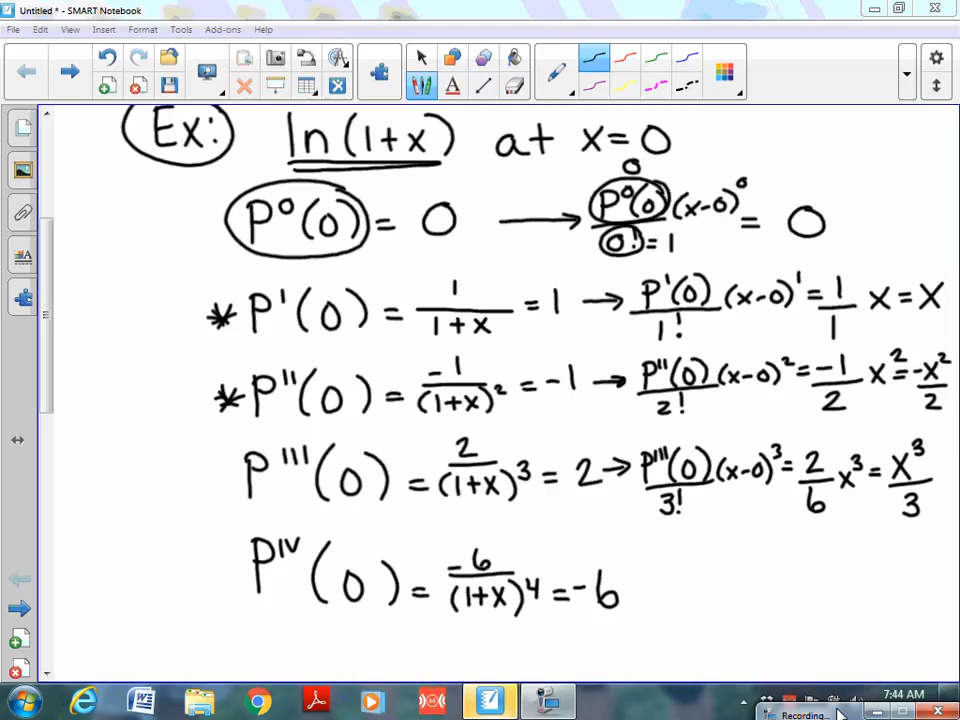 Untitled * - SMART Notebook
File Edit View Insert Format Tools Add-ons Help
Ex: ln(1+x) at x=0
P⁰(0) = 0 → P⁰(0)/0! (x-0)⁰ = 0
0
=1
* P'(0) = 1/(1+x) = 1 → P'(0)/1! (x-0)¹ = 1/1 x = x
* P''(0) = -1/(1+x)² = -1 → P''(0)/2! (x-0)² = -1/2 x² = -x²/2
P'''(0) = 2/(1+x)³ = 2 → P'''(0)/3! (x-0)³ = 2/6 x³ = x³/3
Pᴵⱽ(0) = -6/(1+x)⁴ = -6
7:44 AM
Recording...